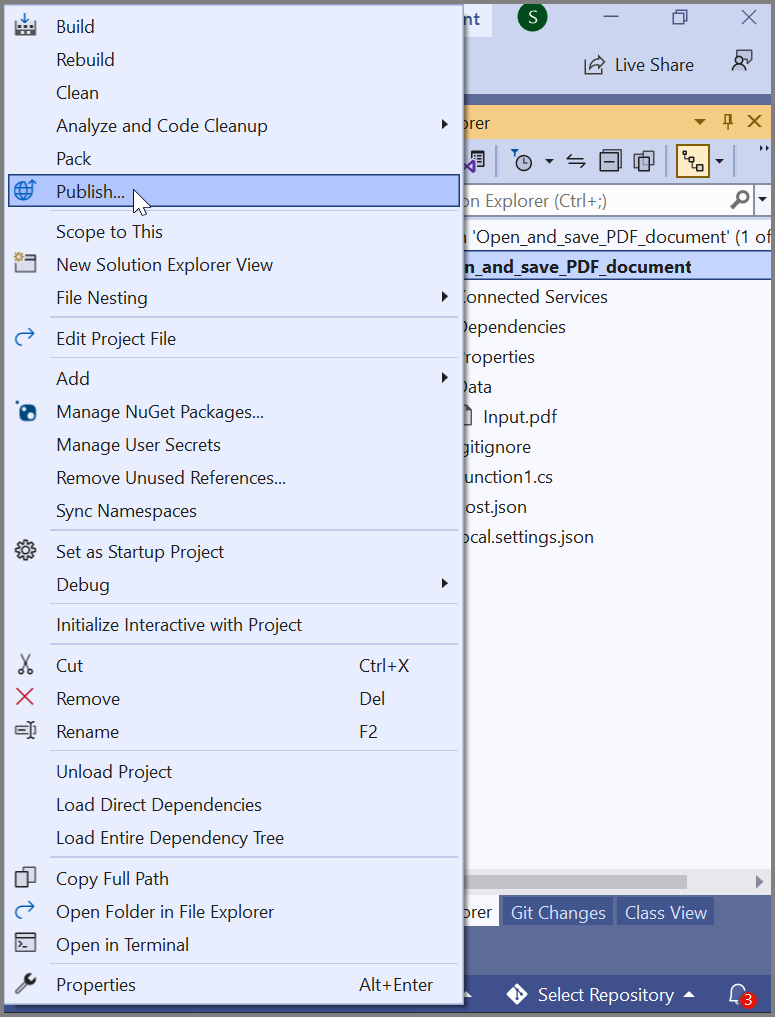 Build
Rebuild
Clean
Analyze and Code Cleanup
Pack
Publish...
Scope to This
New Solution Explorer View
File Nesting
Edit Project File
Add
Manage NuGet Packages...
Manage User Secrets
Remove Unused References...
Sync Namespaces
Set as Startup Project
Debug
Initialize Interactive with Project
Cut Ctrl+X
Remove Del
Rename F2
Unload Project
Load Direct Dependencies
Load Entire Dependency Tree
Copy Full Path
Open Folder in File Explorer
Open in Terminal
Properties Alt+Enter
nt S
Live Share
orer
on Explorer (Ctrl+;)
'Open_and_save_PDF_document' (1 of
n_and_save_PDF_document
Connected Services
Dependencies
roperties
Data
Input.pdf
gitignore
unction1.cs
ost.json
ocal.settings.json
orer Git Changes Class View
Select Repository 3